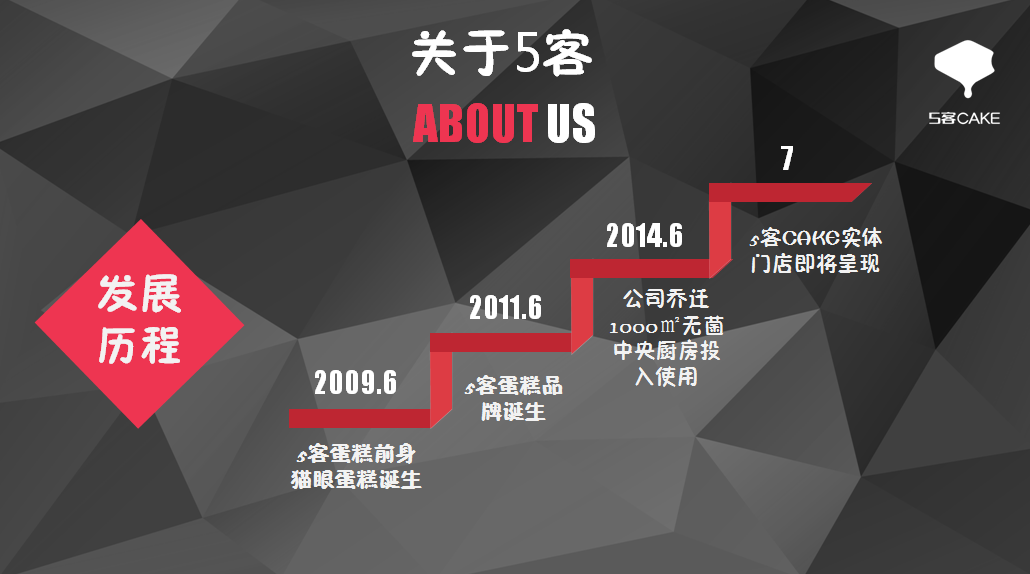 关于5客
ABOUT US
5客CAKE
发展
历程
2009.6
5客蛋糕前身
猫眼蛋糕诞生
2011.6
5客蛋糕品
牌诞生
2014.6
公司乔迁
1000㎡无菌
中央厨房投
入使用
7
5客CAKE实体
门店即将呈现